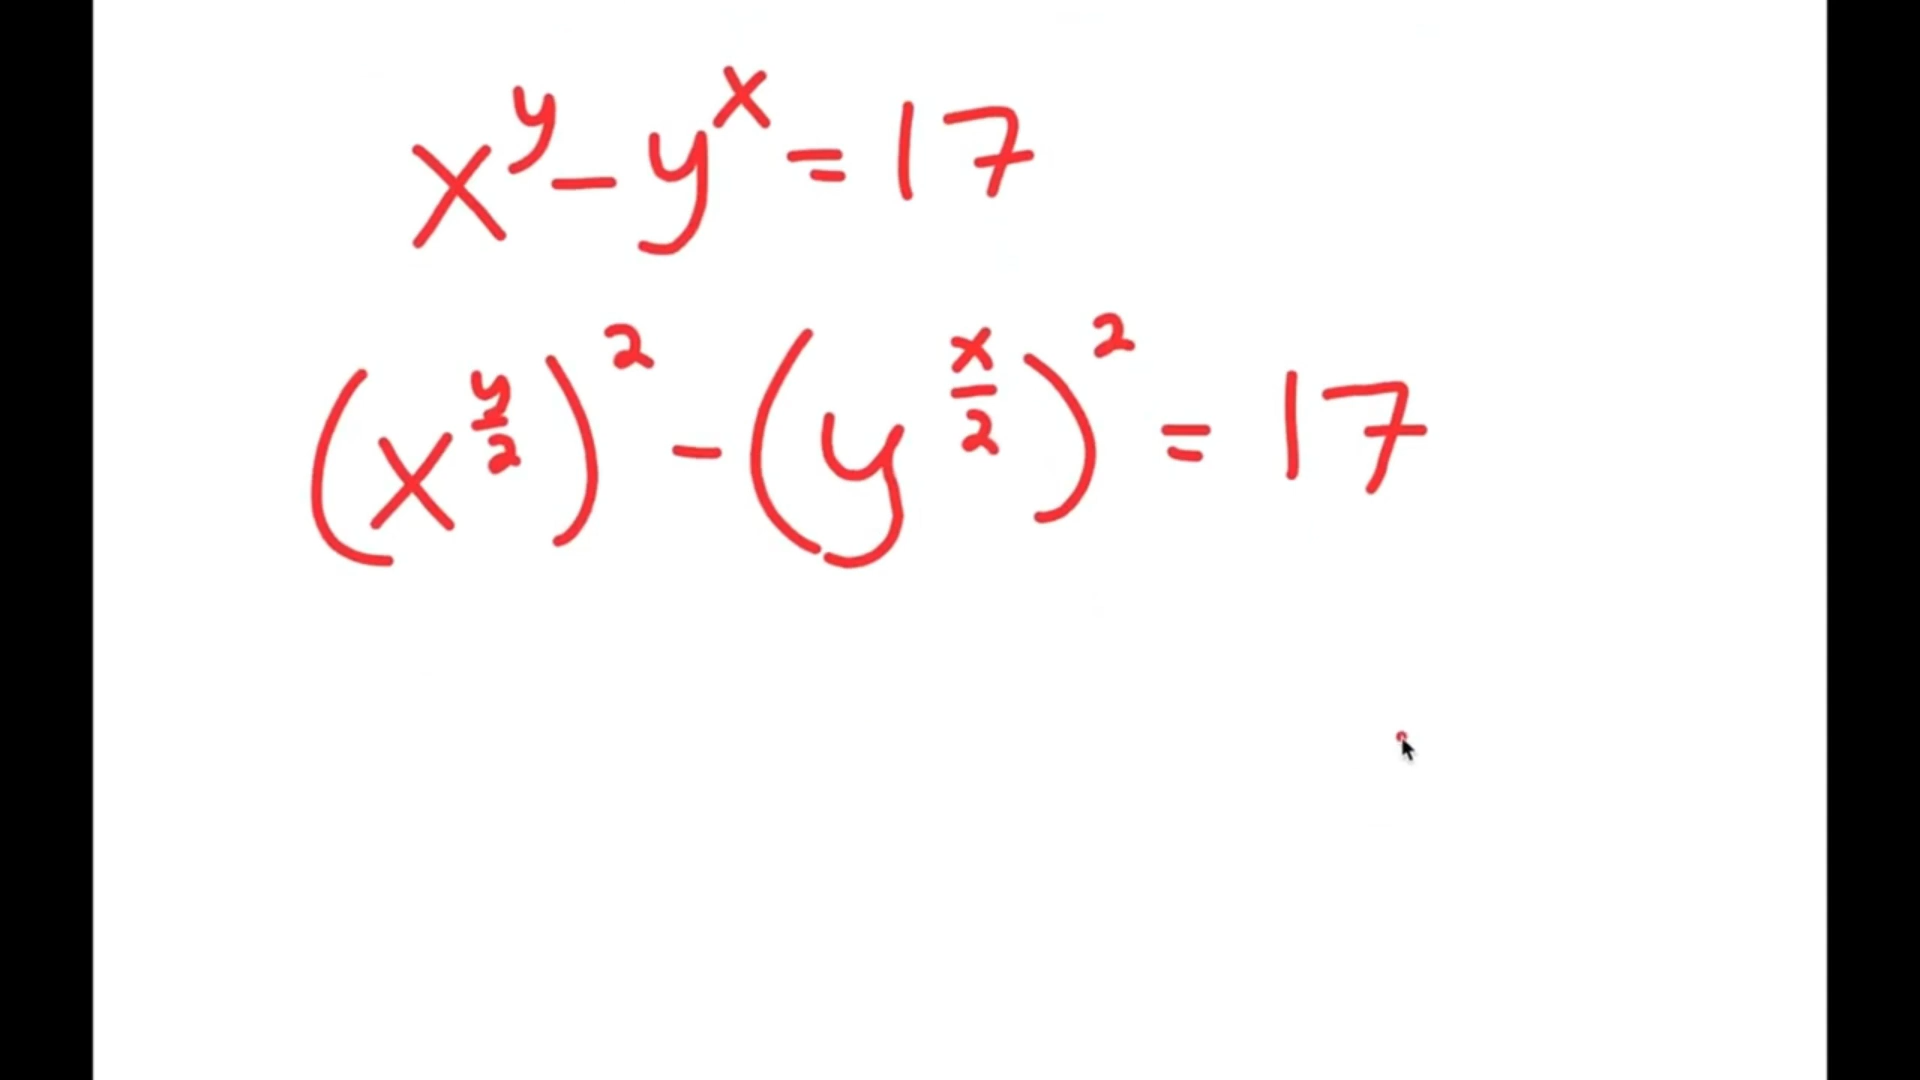 x^y - y^x = 17
(x^{y/2})^2 - (y^{x/2})^2 = 17